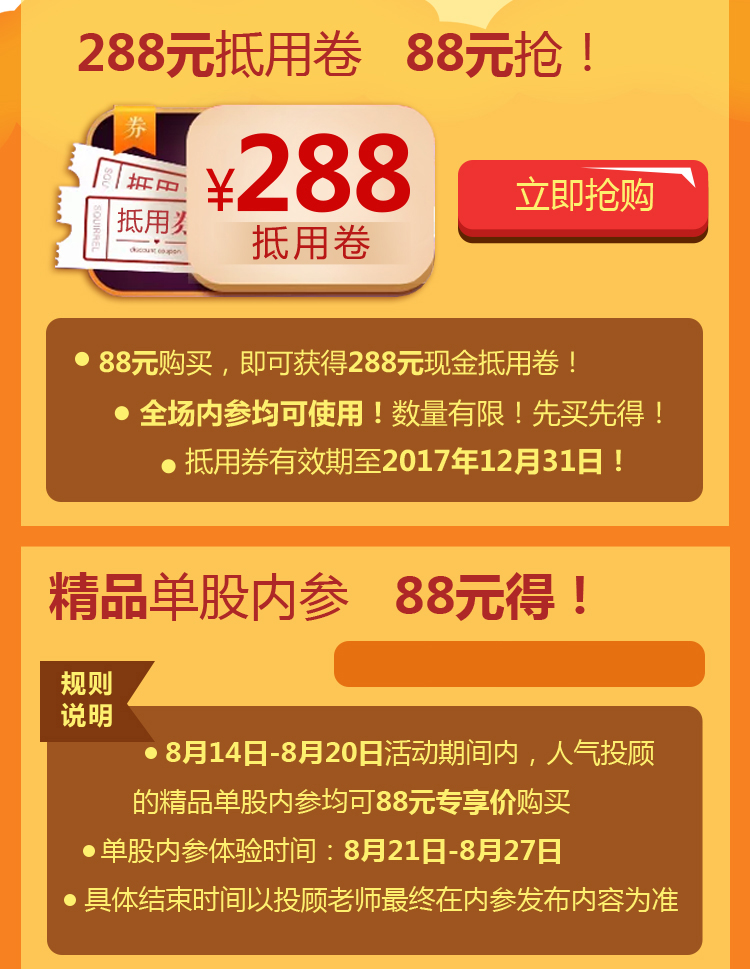 288元抵用卷 88元抢！
券
抵用
SQUIRREL
抵用券
discount coupon
¥288
抵用卷
立即抢购
88元购买，即可获得288元现金抵用卷！
全场内参均可使用！数量有限！先买先得！
抵用券有效期至2017年12月31日！
精品单股内参 88元得！
规则
说明
8月14日-8月20日活动期间内，人气投顾
的精品单股内参均可88元专享价购买
单股内参体验时间：8月21日-8月27日
具体结束时间以投顾老师最终在内参发布内容为准